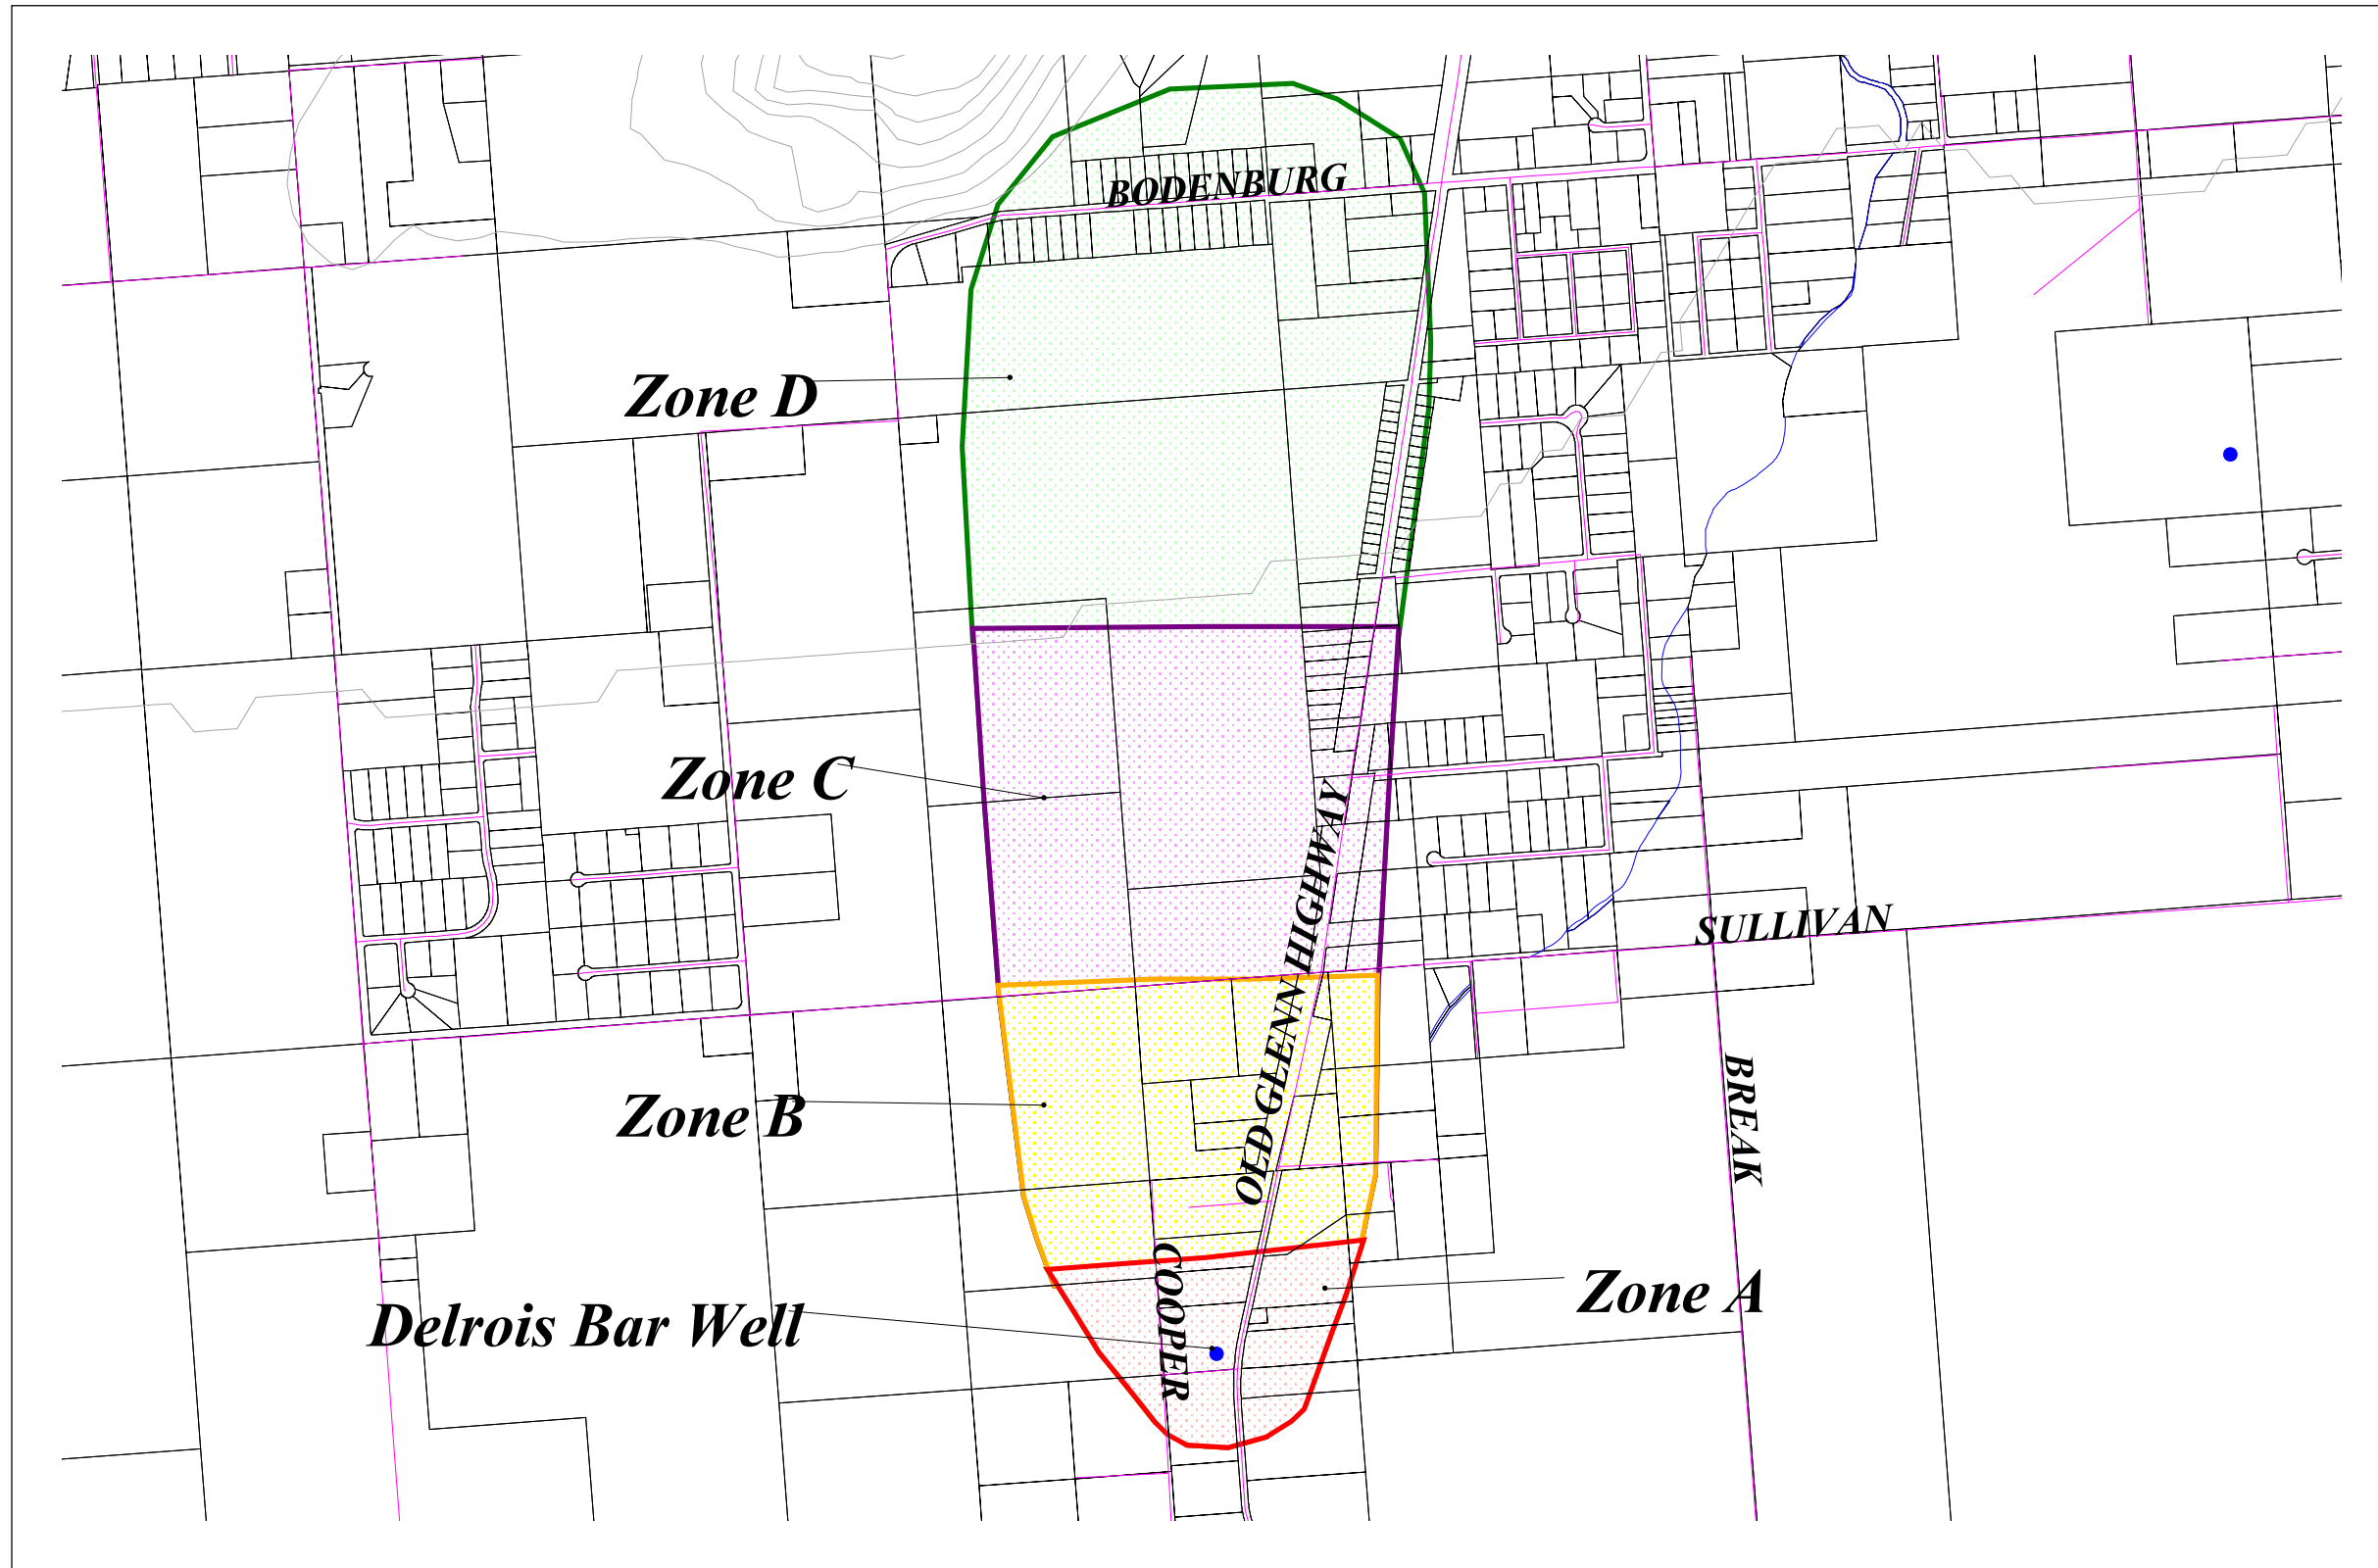 BODENBURG
Zone D
Zone C
OLD GLENN HIGHWAY
SULLIVAN
Zone B
BREAK
COOPER
Zone A
Delrois Bar Well